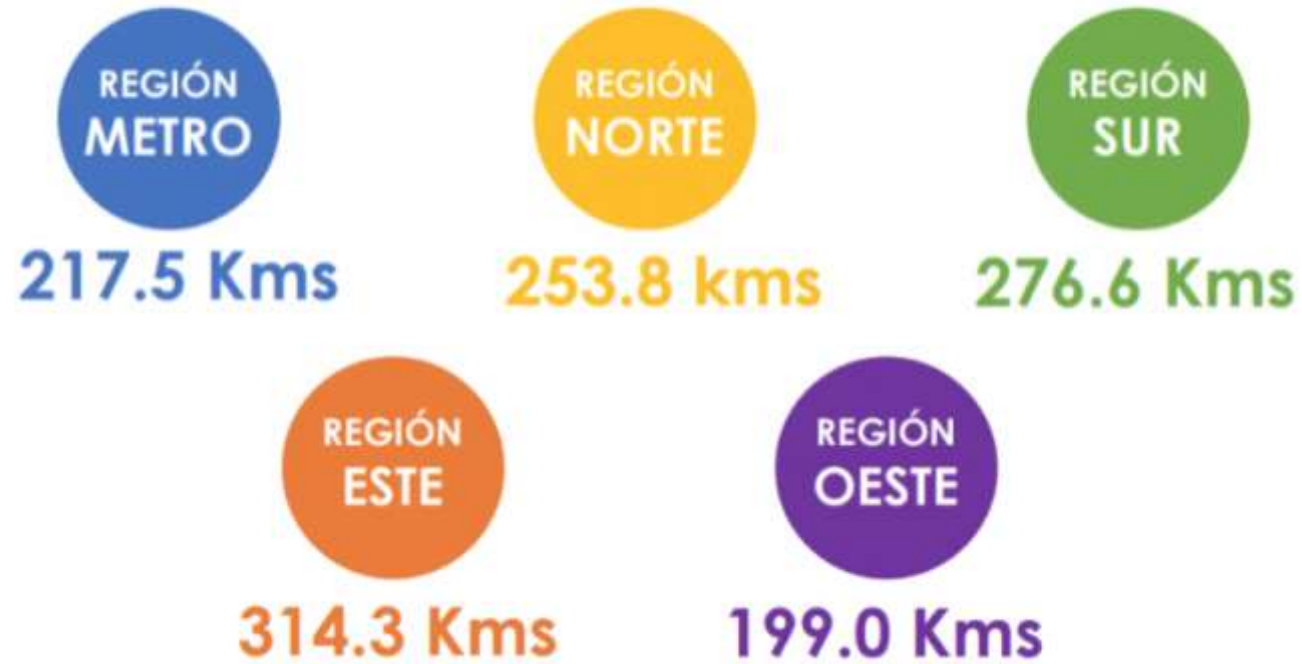 REGIÓN
METRO
217.5 Kms
REGIÓN
NORTE
253.8 kms
REGIÓN
SUR
276.6 Kms
REGIÓN
ESTE
314.3 Kms
REGIÓN
OESTE
199.0 Kms